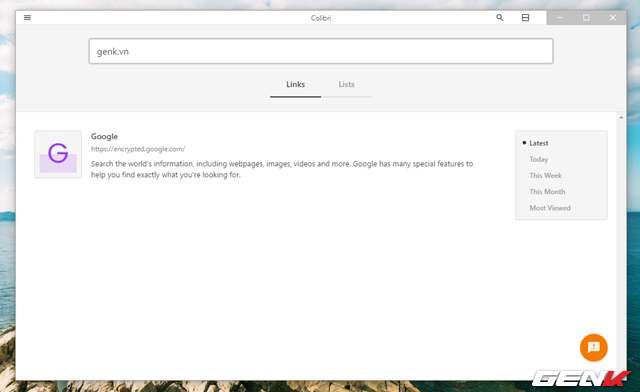 Colibri
genk.vn
Links Lists
Google
https://encrypted.google.com/
Search the world's information, including webpages, images, videos and more. Google has many special features to
help you find exactly what you're looking for.
G
Latest
Today
This Week
This Month
Most Viewed
GENK